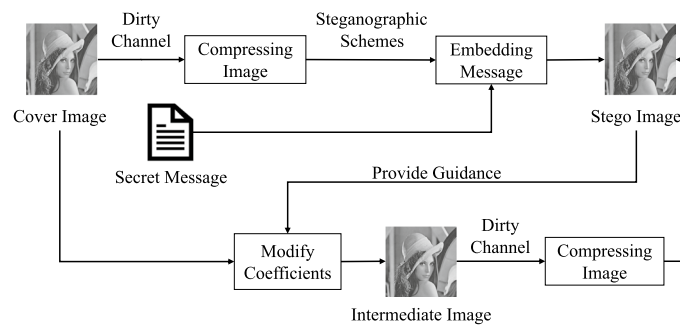 Dirty
Channel
Compressing
Image
Steganographic
Schemes
Embedding
Message
Cover Image
Stego Image
Secret Message
Provide Guidance
Modify
Coefficients
Dirty
Channel
Compressing
Image
Intermediate Image